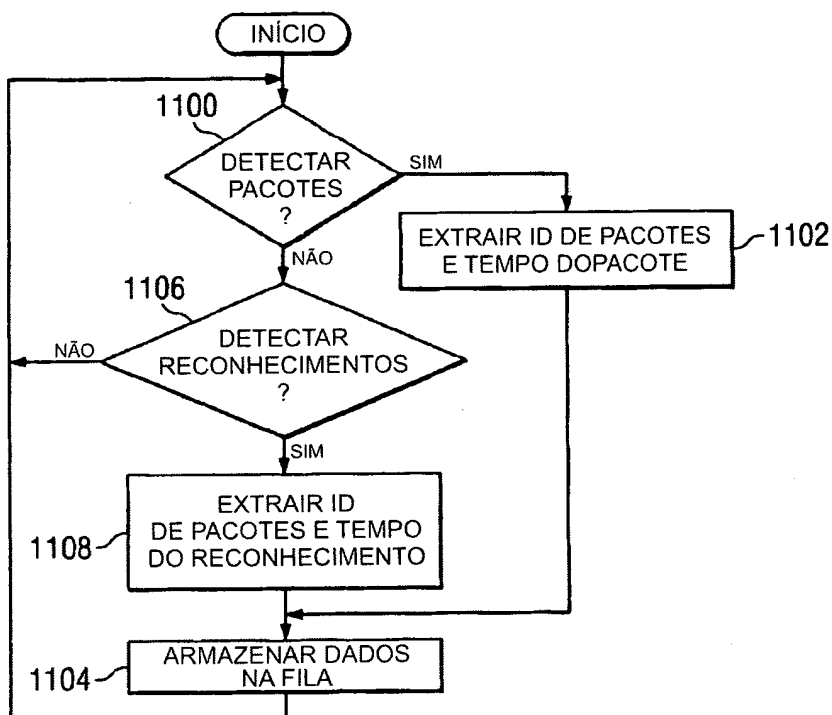 INÍCIO
1100
DETECTAR
PACOTES
?
SIM
EXTRAIR ID DE PACOTES
E TEMPO DOPACOTE
1102
NÃO
1106
DETECTAR
RECONHECIMENTOS
?
NÃO
SIM
EXTRAIR ID
DE PACOTES E TEMPO
DO RECONHECIMENTO
1108
ARMAZENAR DADOS
NA FILA
1104